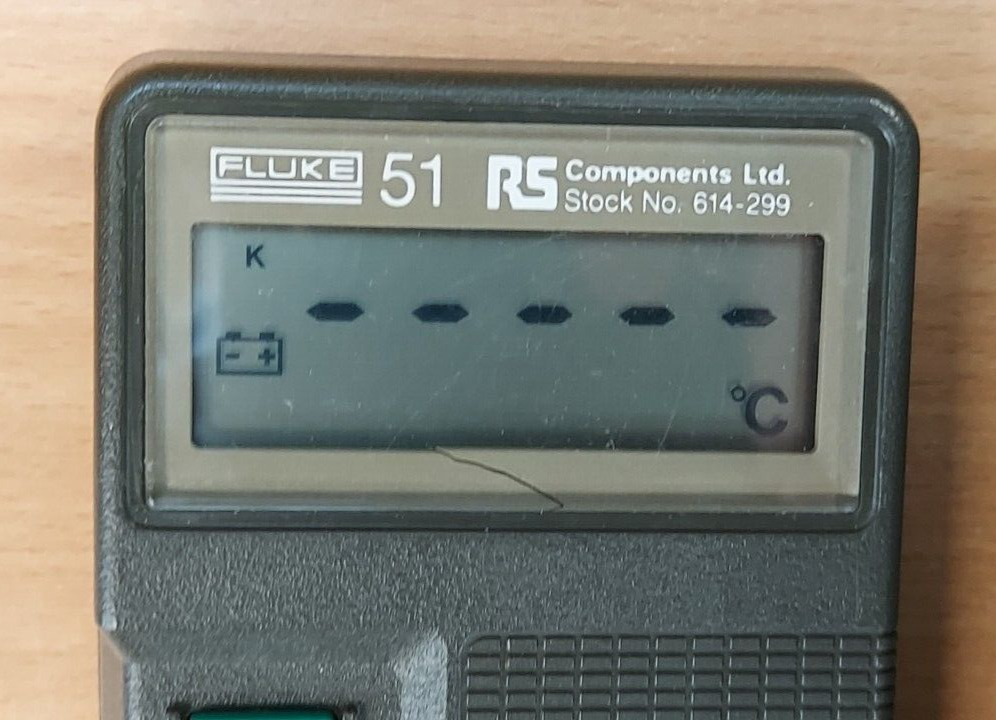 FLUKE 51 RS Components Ltd.
Stock No. 614-299
K
- - - - -
- +
°C